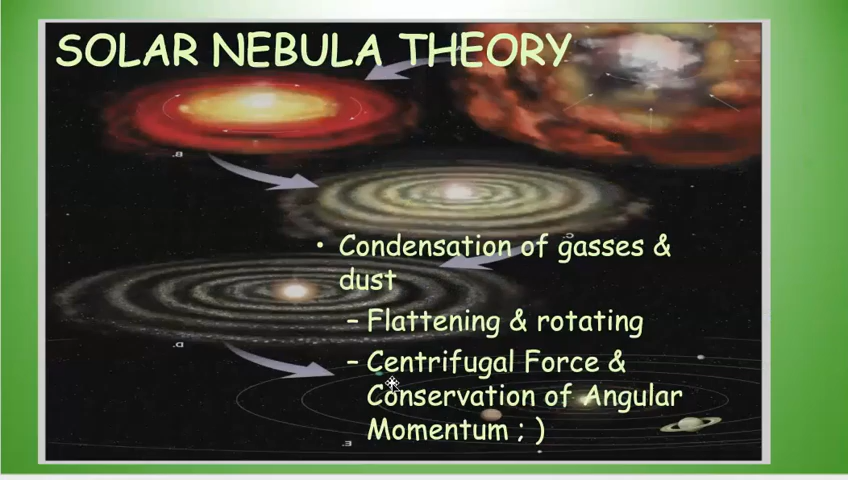 SOLAR NEBULA THEORY
B.
C.
• Condensation of gasses &
dust
– Flattening & rotating
D.
– Centrifugal Force &
Conservation of Angular
Momentum ; )
E.